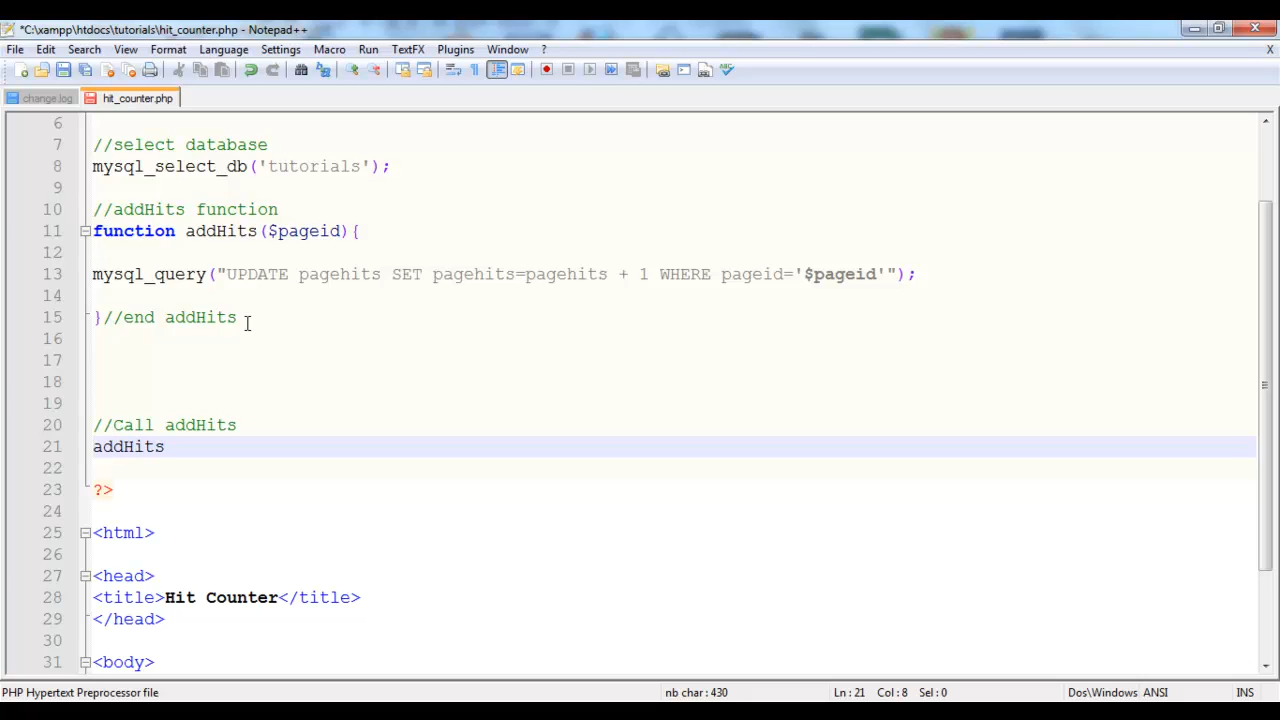 *C:\xampp\htdocs\tutorials\hit_counter.php - Notepad++
File Edit Search View Format Language Settings Macro Run TextFX Plugins Window ? X
change.log hit_counter.php
6
7 //select database
8 mysql_select_db('tutorials');
9
10 //addHits function
11 function addHits($pageid){
12
13 mysql_query("UPDATE pagehits SET pagehits=pagehits + 1 WHERE pageid='$pageid'");
14
15 }//end addHits
16
17
18
19
20 //Call addHits
21 addHits
22
23 ?>
24
25 <html>
26
27 <head>
28 <title>Hit Counter</title>
29 </head>
30
31 <body>
PHP Hypertext Preprocessor file nb char : 430 Ln : 21 Col : 8 Sel : 0 Dos\Windows ANSI INS